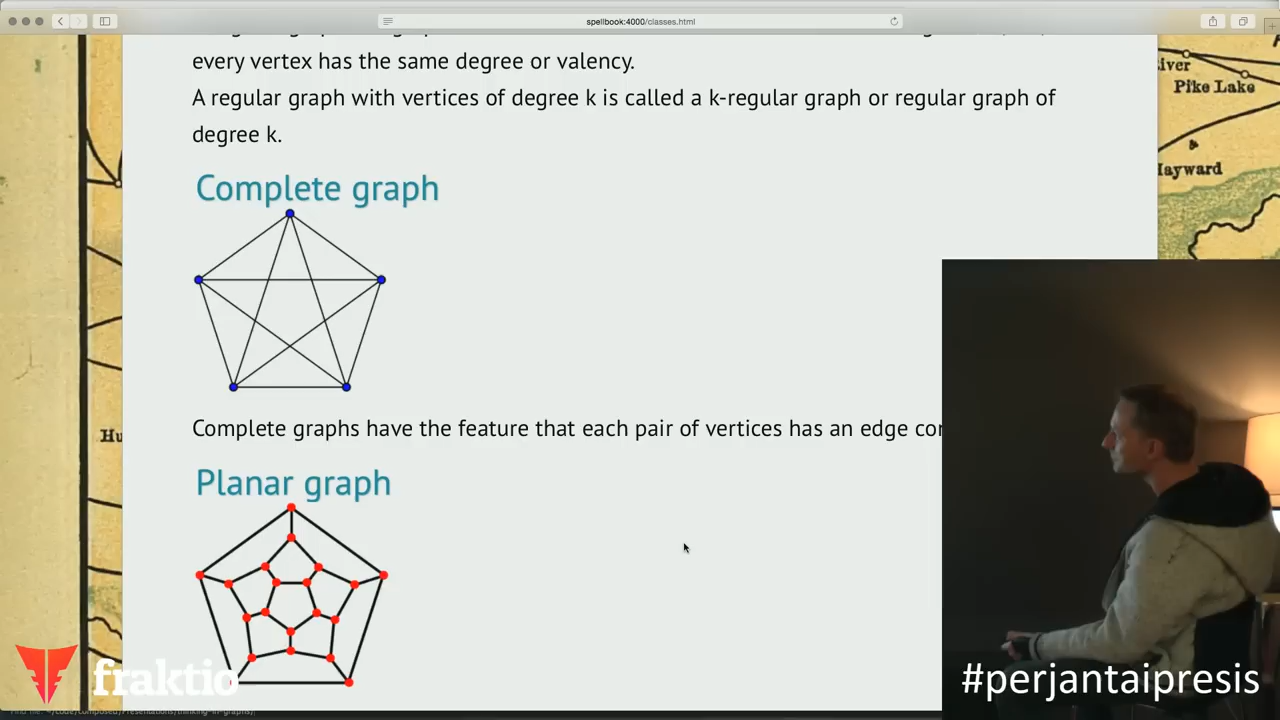 spellbook:4000/classes.html
every vertex has the same degree or valency.
A regular graph with vertices of degree k is called a k-regular graph or regular graph of
degree k.
Complete graph
Complete graphs have the feature that each pair of vertices has an edge
Planar graph
iver
Pike Lake
Hayward
Hu
fraktio
#perjantaipresis